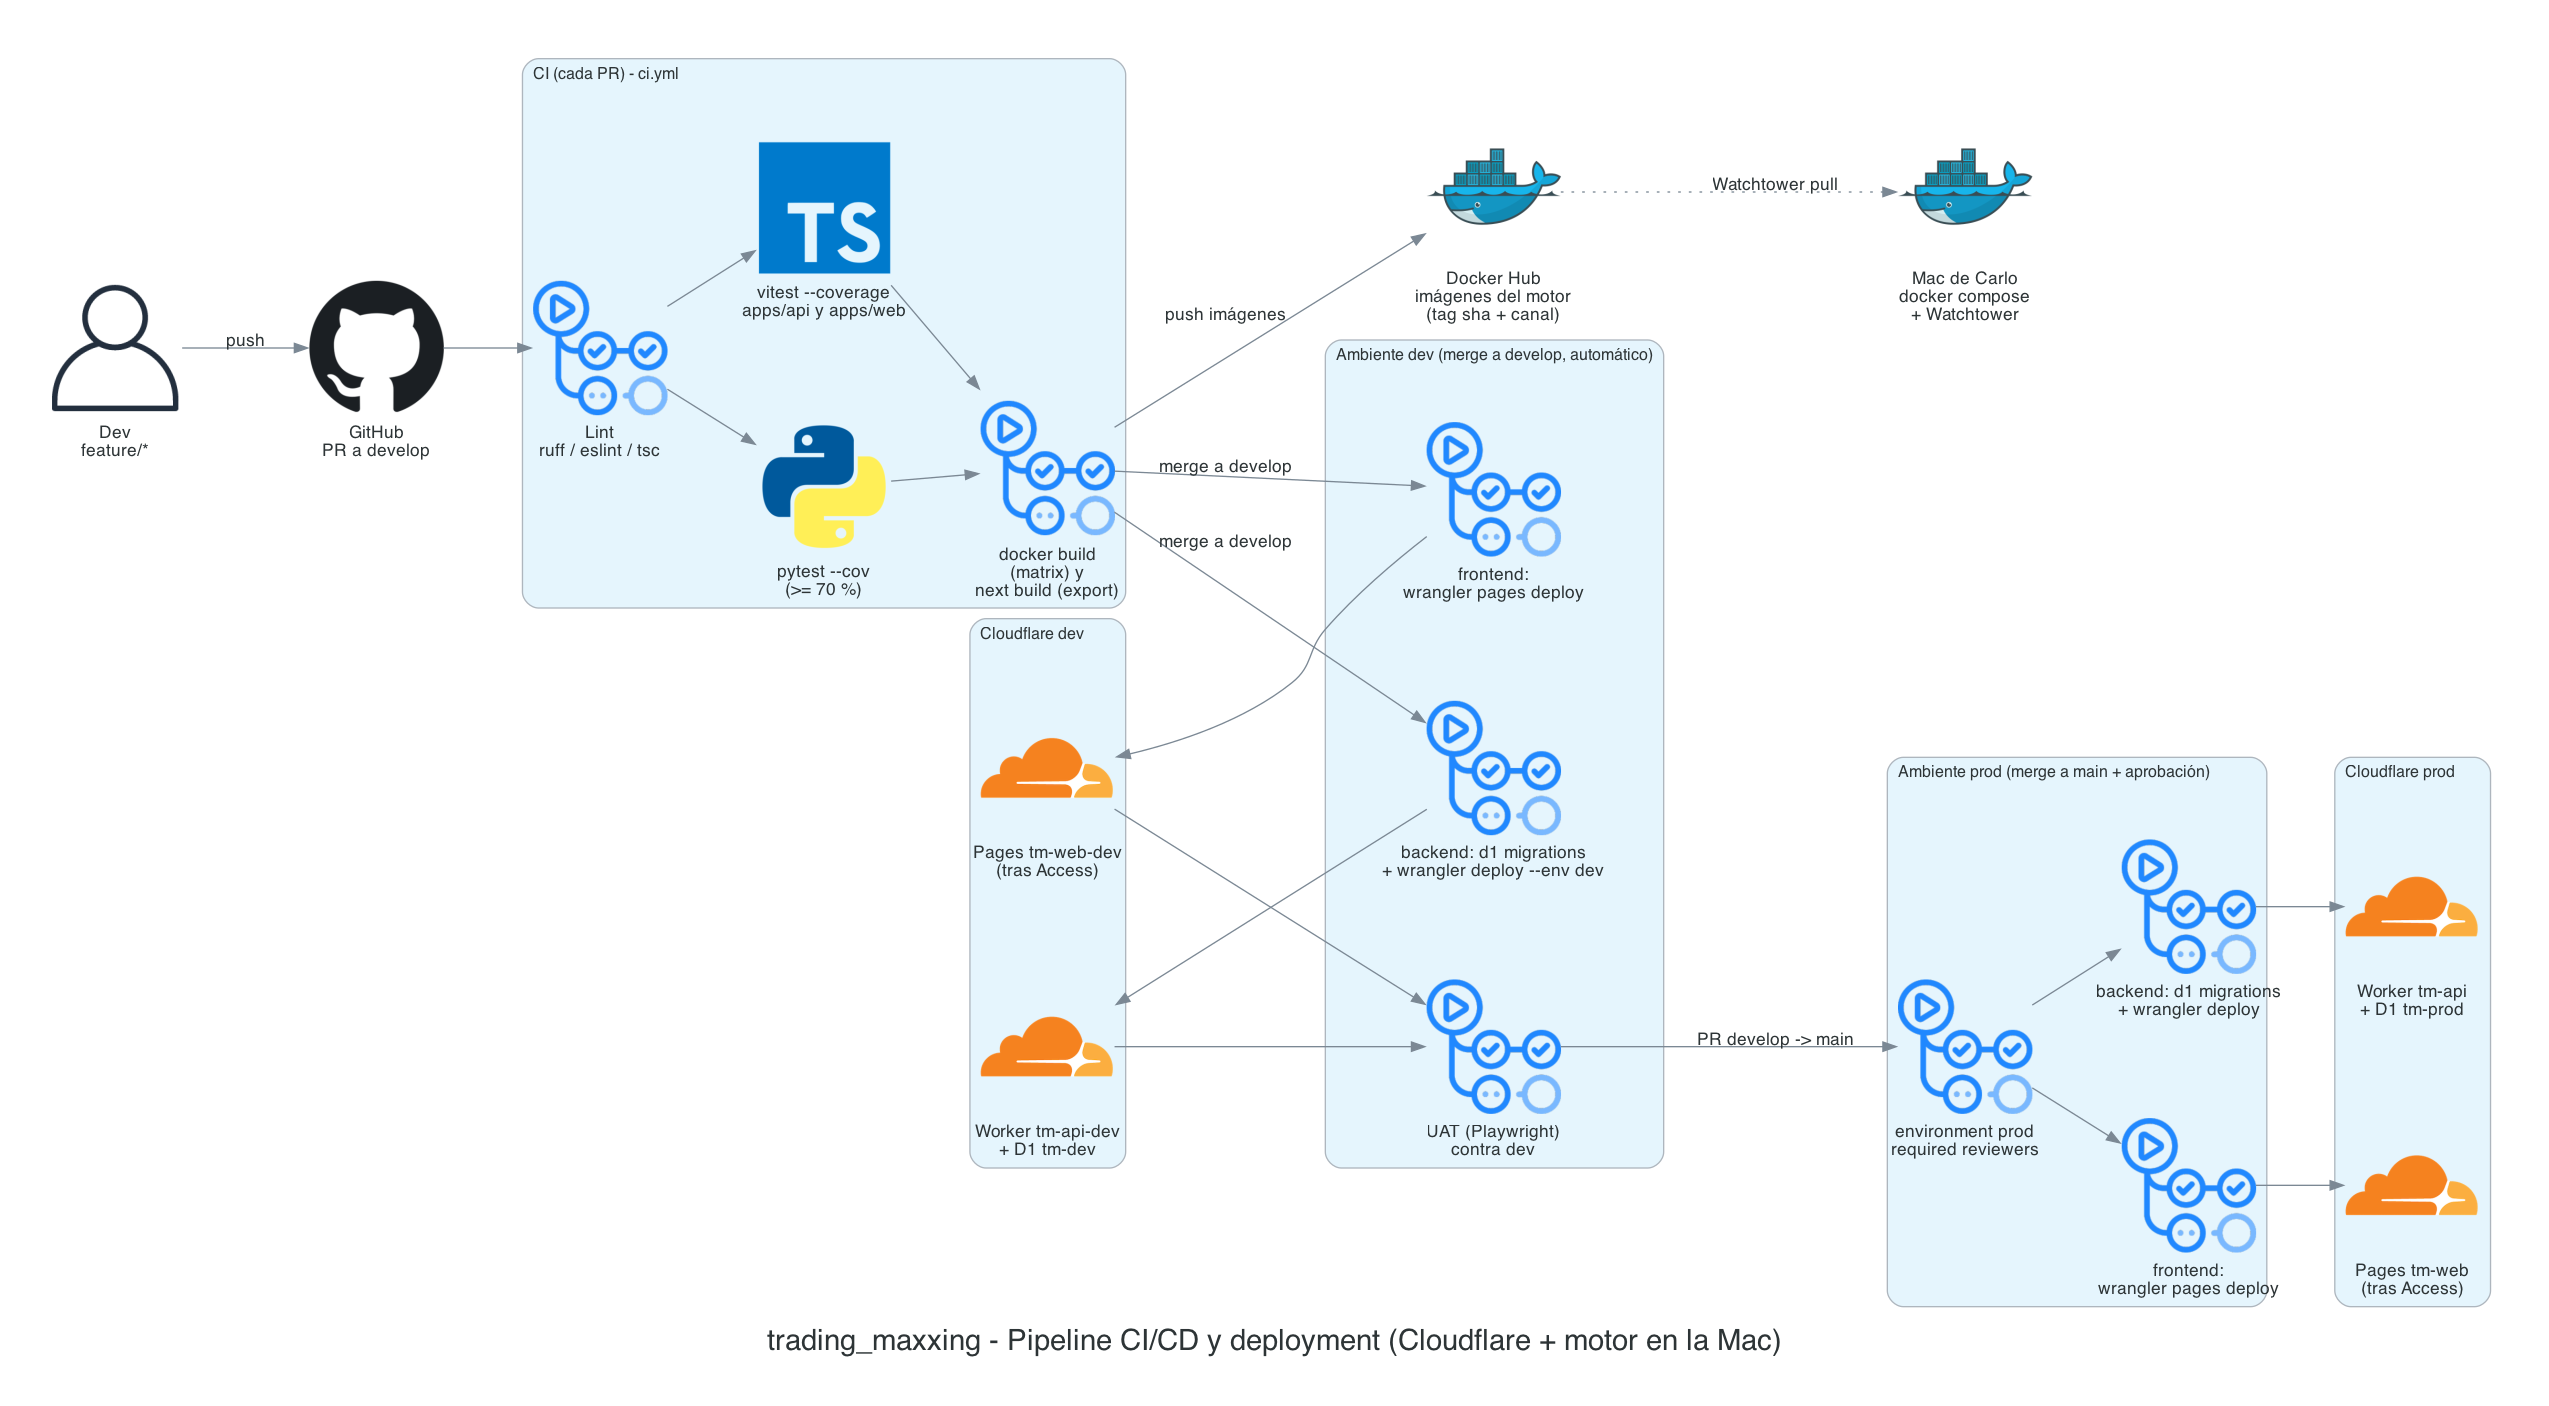 CI (cada PR) - ci.yml
TS
vitest --coverage
apps/api y apps/web
push
Dev
feature/*
GitHub
PR a develop
Lint
ruff / eslint / tsc
pytest --cov
(>= 70 %)
docker build
(matrix) y
next build (export)
push imágenes
merge a develop
merge a develop
Docker Hub
imágenes del motor
(tag sha + canal)
Watchtower pull
Mac de Carlo
docker compose
+ Watchtower
Ambiente dev (merge a develop, automático)
frontend:
wrangler pages deploy
backend: d1 migrations
+ wrangler deploy --env dev
UAT (Playwright)
contra dev
Cloudflare dev
Pages tm-web-dev
(tras Access)
Worker tm-api-dev
+ D1 tm-dev
PR develop -> main
Ambiente prod (merge a main + aprobación)
environment prod
required reviewers
backend: d1 migrations
+ wrangler deploy
frontend:
wrangler pages deploy
Cloudflare prod
Worker tm-api
+ D1 tm-prod
Pages tm-web
(tras Access)
trading_maxxing - Pipeline CI/CD y deployment (Cloudflare + motor en la Mac)